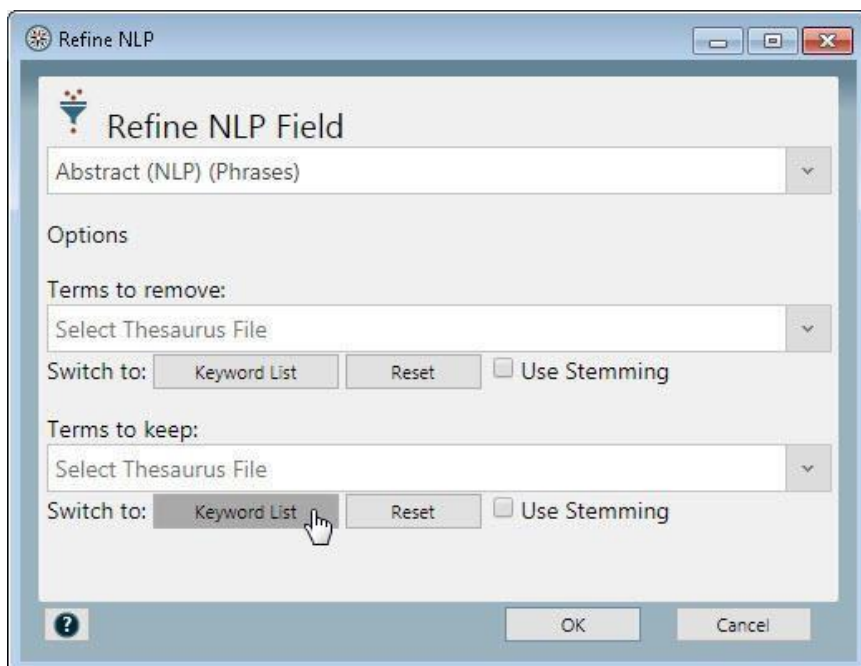 Refine NLP
Refine NLP Field
Abstract (NLP) (Phrases)
Options
Terms to remove:
Select Thesaurus File
Switch to: Keyword List Reset Use Stemming
Terms to keep:
Select Thesaurus File
Switch to: Keyword List Reset Use Stemming
? OK Cancel